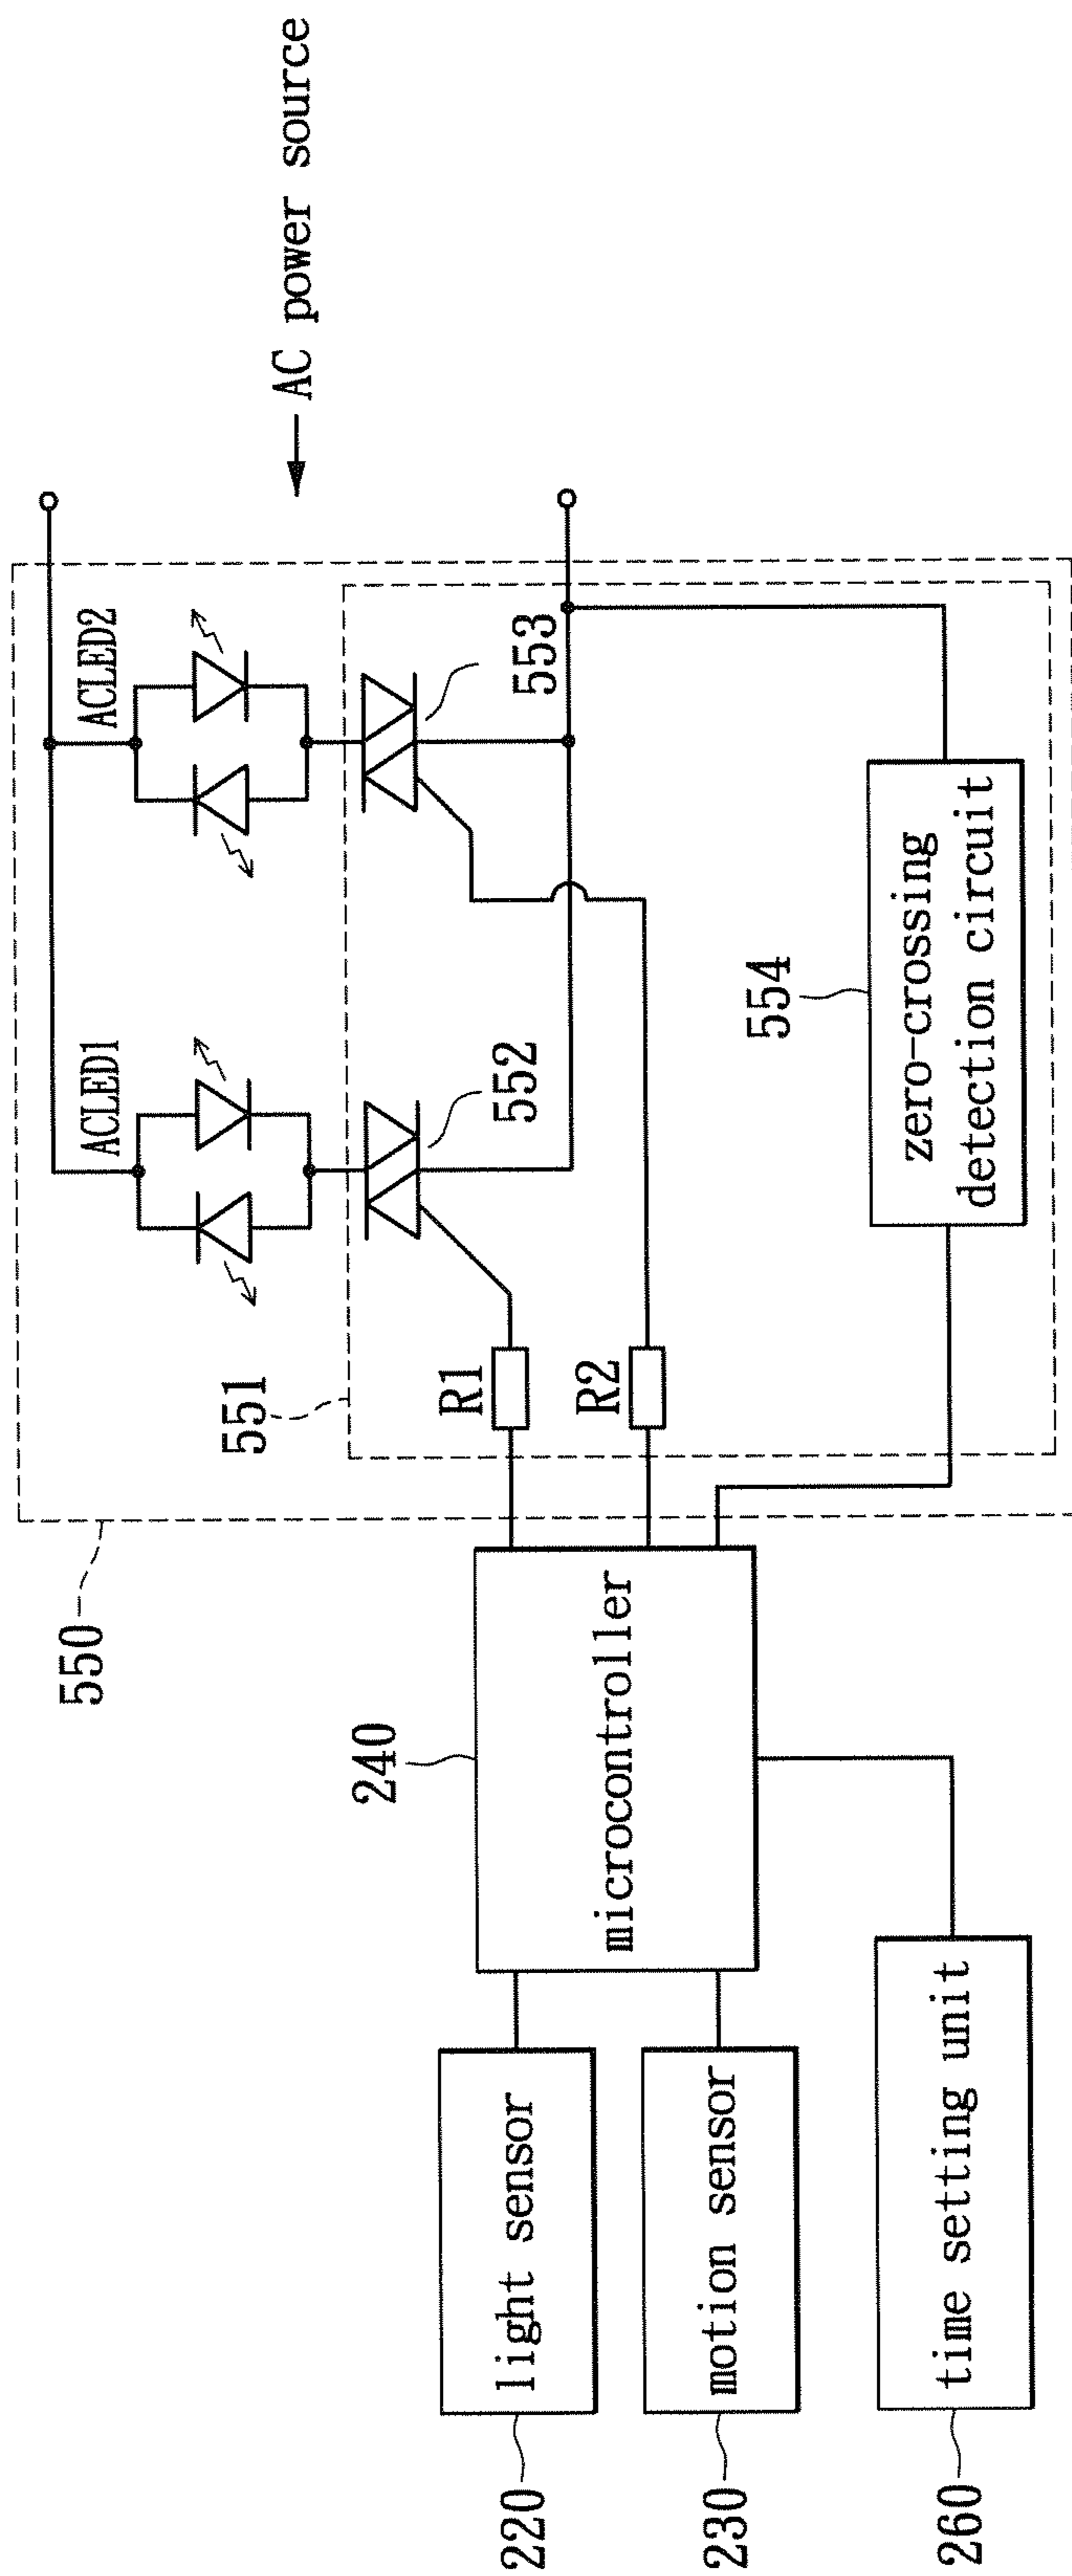 AC power source
ACLED1
ACLED2
550
551
552
553
R1
R2
240
microcontroller
220
light sensor
230
motion sensor
260
time setting unit
554
zero-crossing
detection circuit